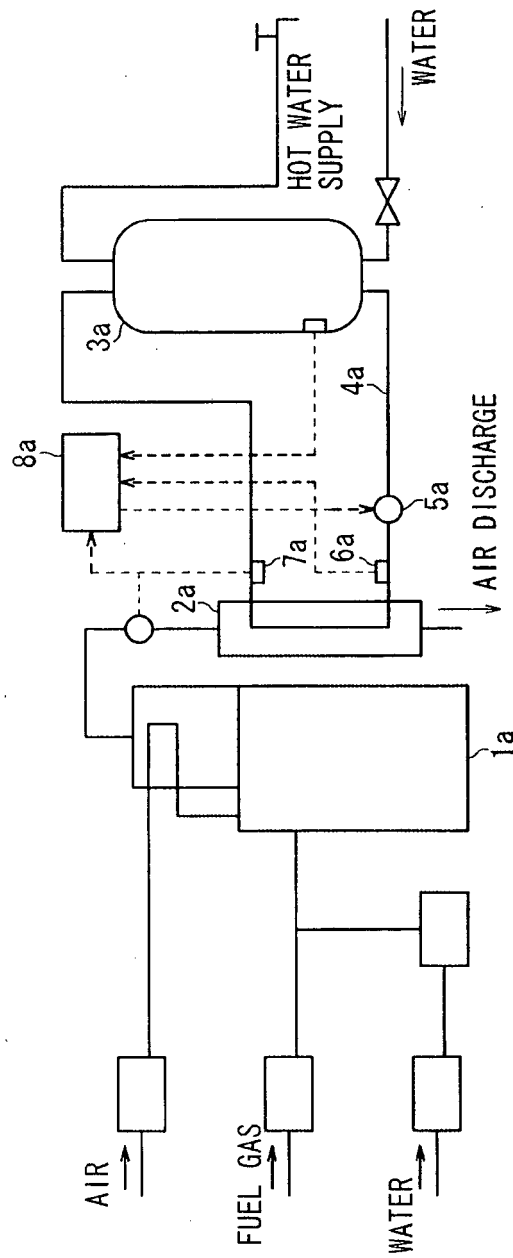 AIR
FUEL GAS
WATER
1a
2a
7a
6a
5a
AIR DISCHARGE
8a
3a
4a
HOT WATER
SUPPLY
WATER